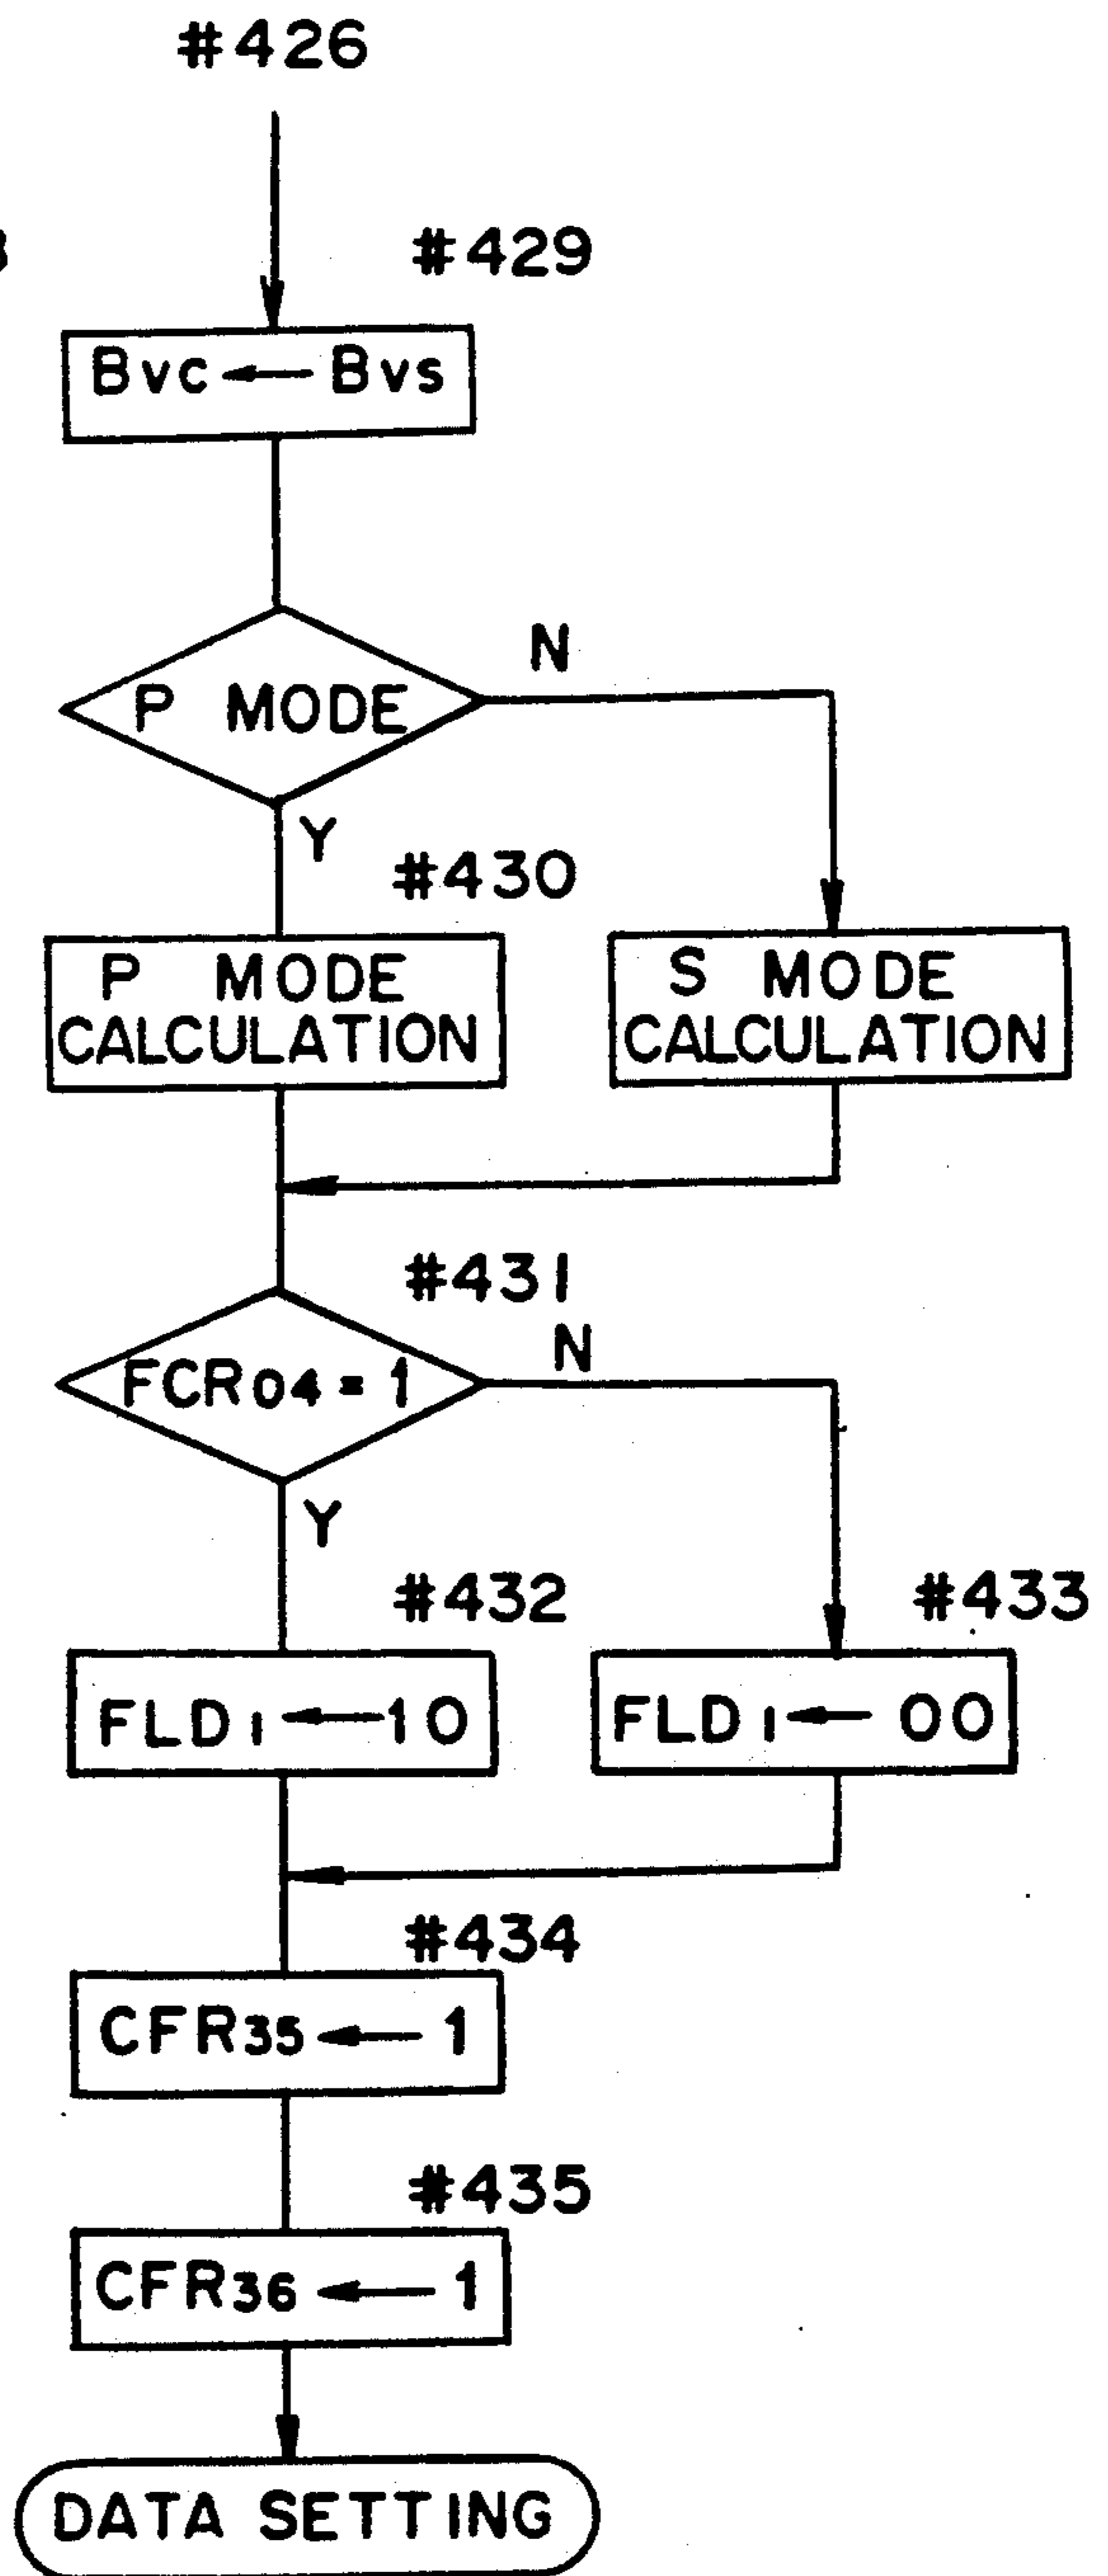 #426
#429
Bvc ← Bvs
P MODE
N
Y
#430
P MODE
CALCULATION
S MODE
CALCULATION
#431
FCR04 = 1
N
Y
#432
#433
FLD1 ← 10
FLD1 ← 00
#434
CFR35 ← 1
#435
CFR36 ← 1
DATA SETTING